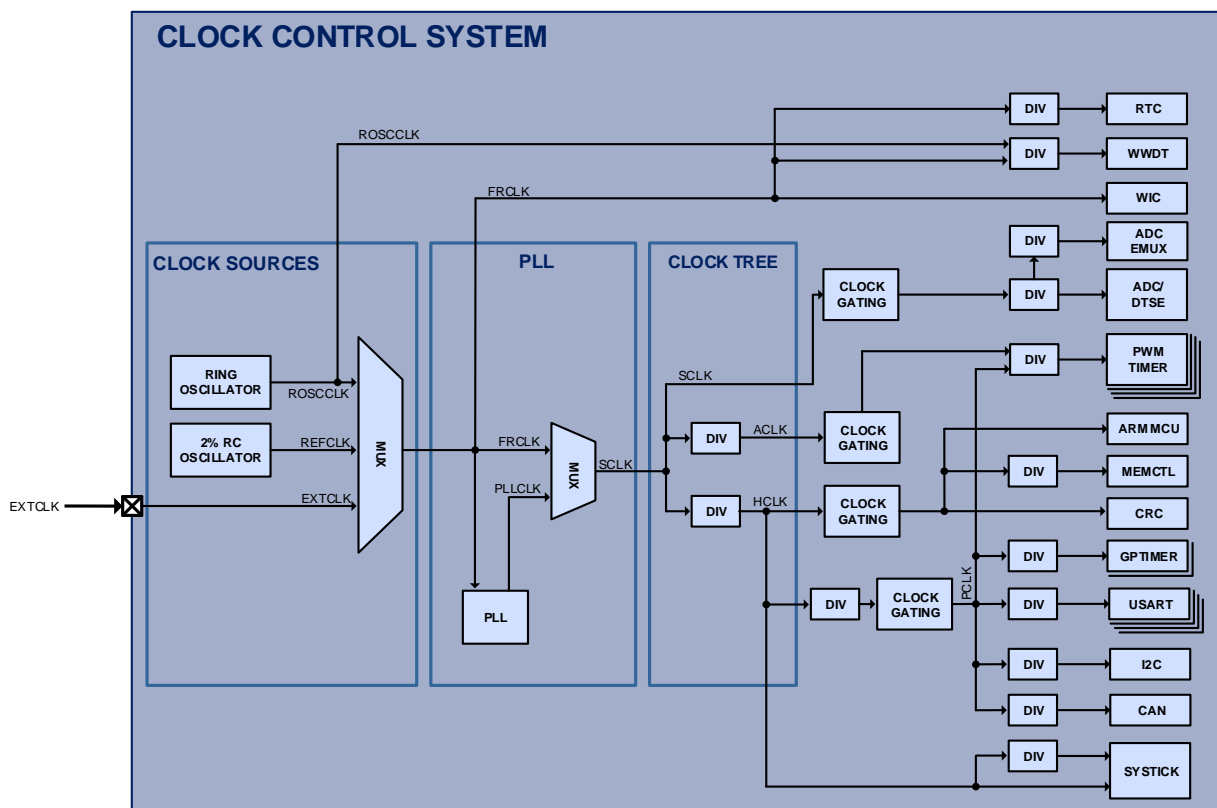 CLOCK CONTROL SYSTEM
DIV
RTC
ROSCCLK
DIV
WWDT
FRCLK
WIC
CLOCK SOURCES
PLL
CLOCK TREE
DIV
ADC
EMUX
CLOCK
GATING
DIV
ADC/
DTSE
RING
OSCILLATOR
ROSCCLK
SCLK
DIV
PWM
TIMER
2% RC
OSCILLATOR
REFCLK
MUX
FRCLK
MUX
SCLK
DIV
ACLK
CLOCK
GATING
ARM MCU
DIV
MEMCTL
EXTCLK
EXTCLK
PLLCLK
DIV
HCLK
CLOCK
GATING
CRC
DIV
GPTIMER
PLL
DIV
CLOCK
GATING
PCLK
DIV
USART
DIV
I2C
DIV
CAN
DIV
SYSTICK